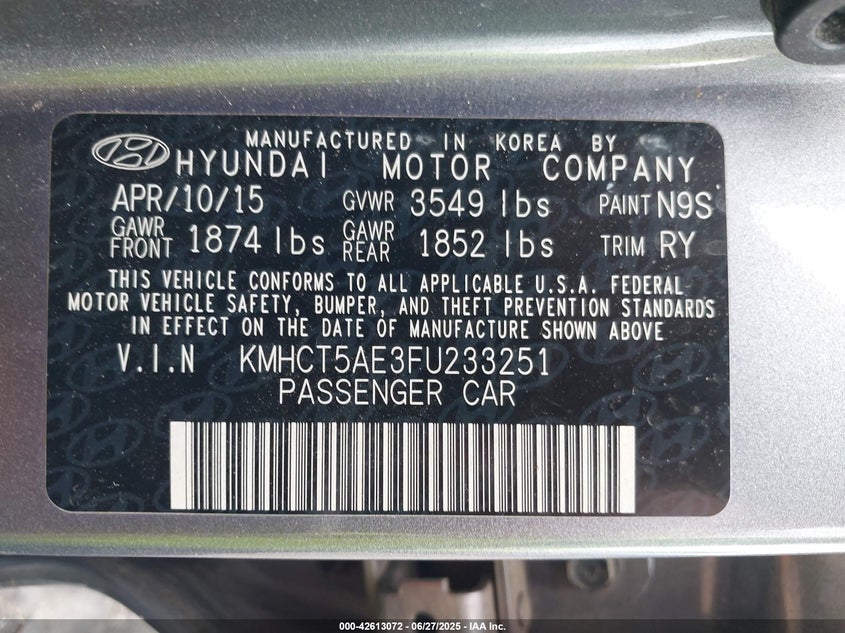 MANUFACTURED IN KOREA BY
HYUNDAI MOTOR COMPANY
APR/10/15 GVWR 3549 lbs PAINT N9S
GAWR FRONT 1874 lbs GAWR REAR 1852 lbs TRIM RY
THIS VEHICLE CONFORMS TO ALL APPLICABLE U.S.A. FEDERAL
MOTOR VEHICLE SAFETY, BUMPER, AND THEFT PREVENTION STANDARDS
IN EFFECT ON THE DATE OF MANUFACTURE SHOWN ABOVE
V.I.N KMHCT5AE3FU233251
PASSENGER CAR
000-42613072 - 06/27/2025 - IAA Inc.